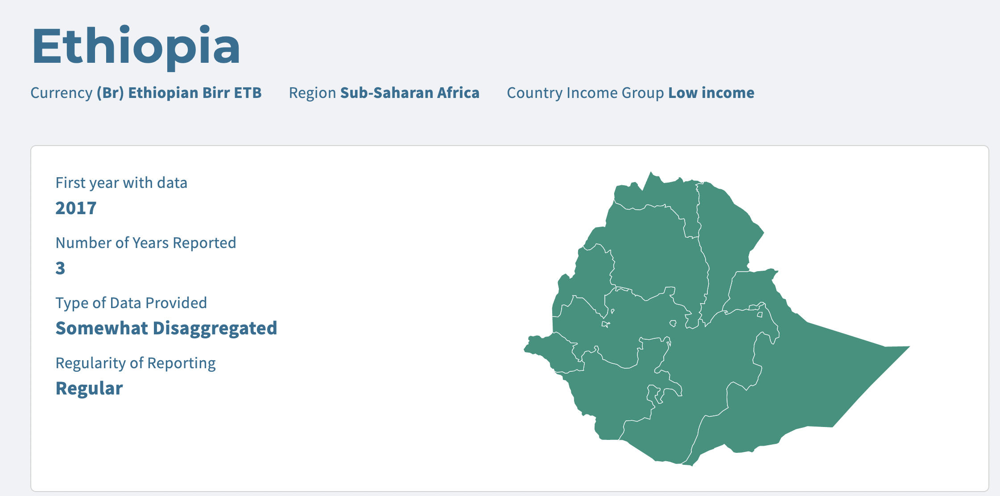 Ethiopia
Currency (Br) Ethiopian Birr ETB Region Sub-Saharan Africa Country Income Group Low income
First year with data
2017
Number of Years Reported
3
Type of Data Provided
Somewhat Disaggregated
Regularity of Reporting
Regular